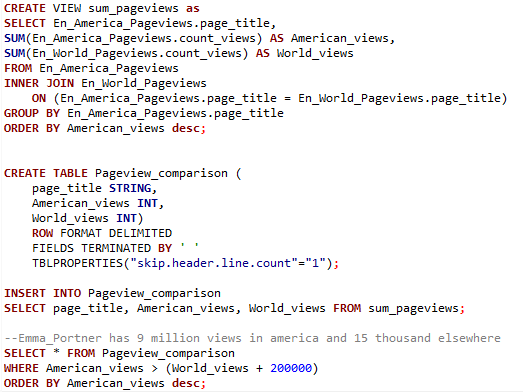 CREATE VIEW sum_pageviews as
SELECT En_America_Pageviews.page_title,
SUM(En_America_Pageviews.count_views) AS American_views,
SUM(En_World_Pageviews.count_views) AS World_views
FROM En_America_Pageviews
INNER JOIN En_World_Pageviews
    ON (En_America_Pageviews.page_title = En_World_Pageviews.page_title)
GROUP BY En_America_Pageviews.page_title
ORDER BY American_views desc;

CREATE TABLE Pageview_comparison (
    page_title STRING,
    American_views INT,
    World_views INT)
    ROW FORMAT DELIMITED
    FIELDS TERMINATED BY ' '
    TBLPROPERTIES("skip.header.line.count"="1");

INSERT INTO Pageview_comparison
SELECT page_title, American_views, World_views FROM sum_pageviews;

--Emma_Portner has 9 million views in america and 15 thousand elsewhere
SELECT * FROM Pageview_comparison
WHERE American_views > (World_views + 200000)
ORDER BY American_views desc;